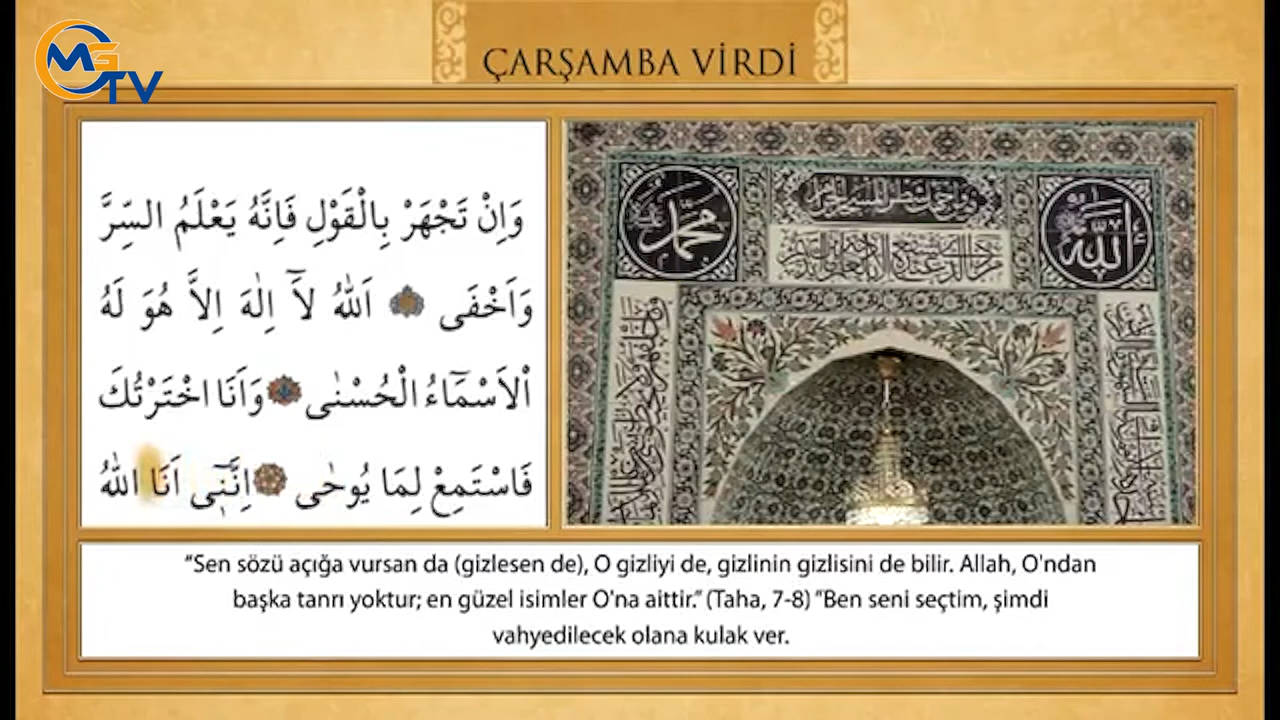 MG TV
ÇARŞAMBA VİRDİ
وَاِنْ تَجْهَرْ بِالْقَوْلِ فَاِنَّهُ يَعْلَمُ السِّرَّ
وَاَخْفَى ۞ اَللّٰهُ لَٓا اِلٰهَ اِلاَّ هُوَ لَهُ
اْلاَسْمَٓاءُ الْحُسْنٰى ۞ وَاَنَا اخْتَرْتُكَ
فَاسْتَمِعْ لِمَا يُوحٰى ۞ اِنَّن۪ٓى اَنَا اللّٰهُ
محمد
الله
"Sen sözü açığa vursan da (gizlesen de), O gizliyi de, gizlinin gizlisini de bilir. Allah, O'ndan
başka tanrı yoktur; en güzel isimler O'na aittir." (Taha, 7-8) "Ben seni seçtim, şimdi
vahyedilecek olana kulak ver.